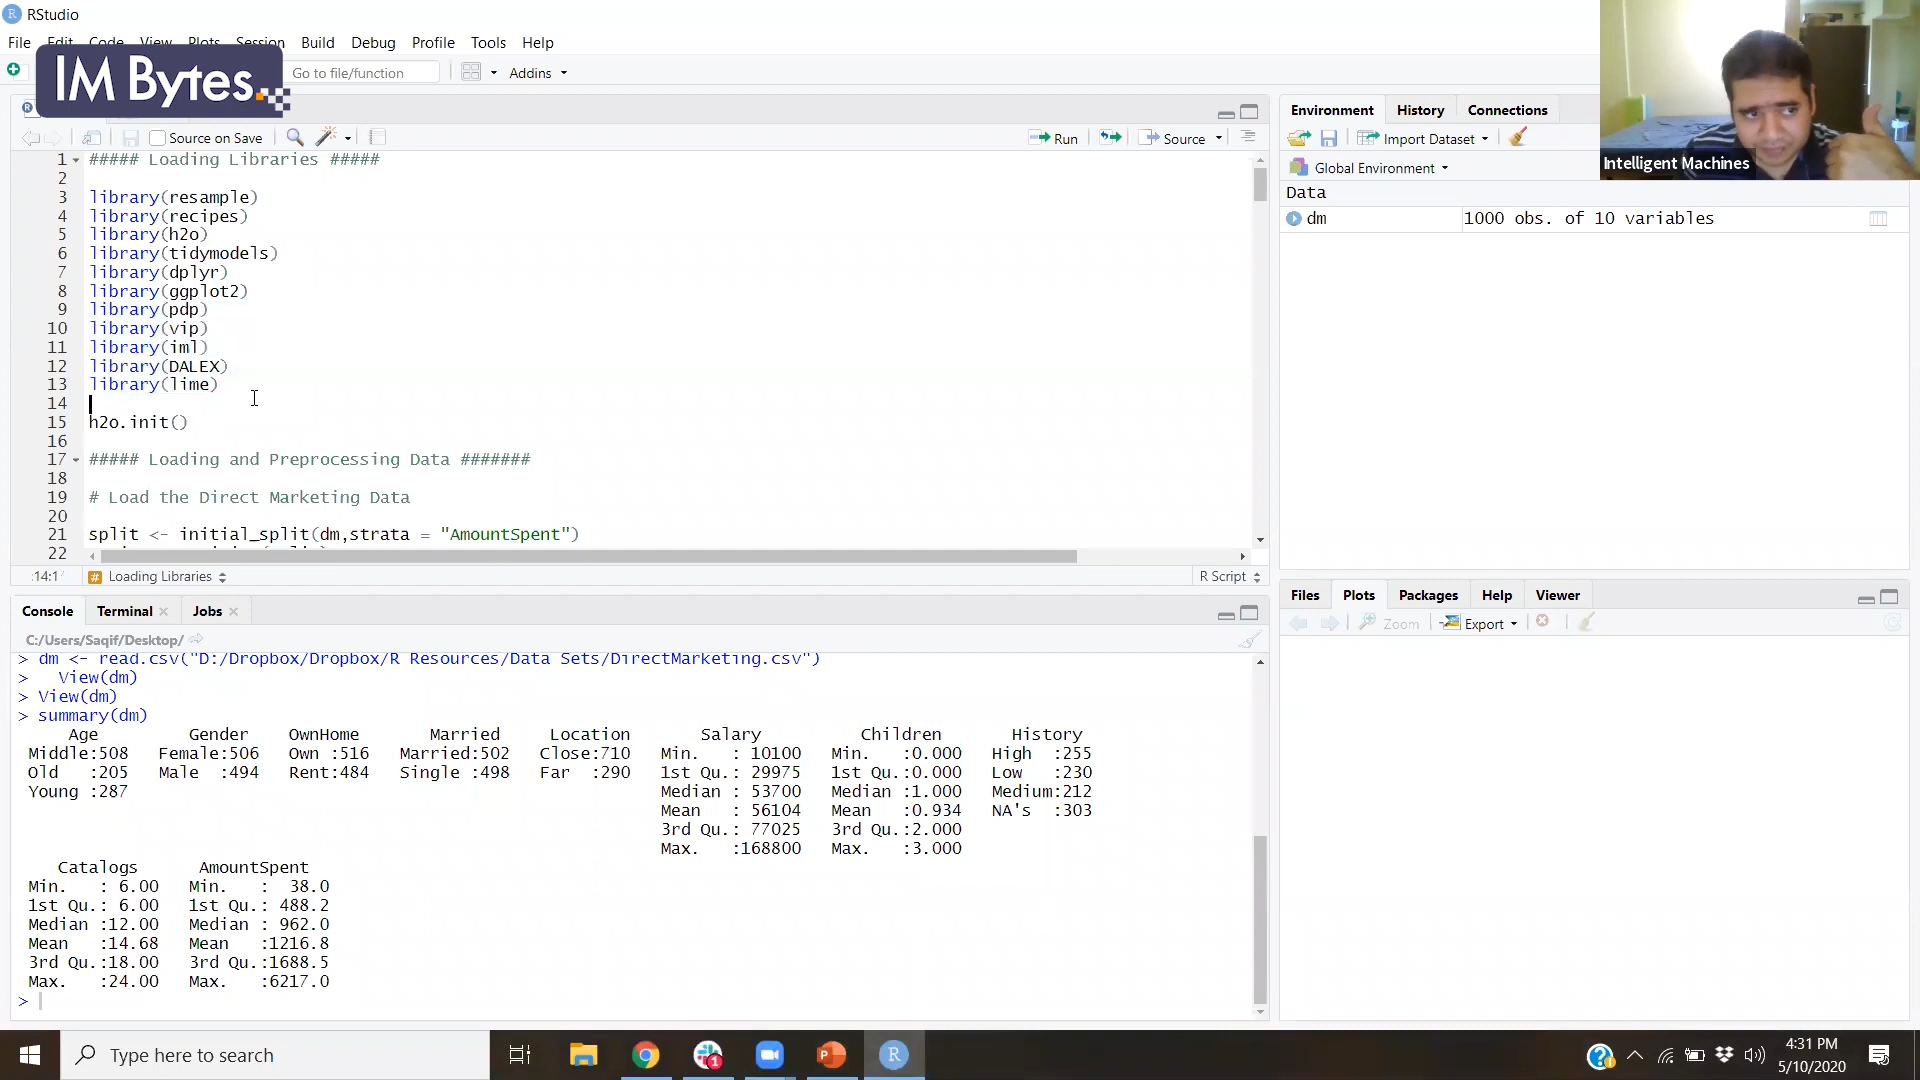 RStudio
File Edit Code View Plots Session Build Debug Profile Tools Help
IM Bytes
Go to file/function
Addins
Source on Save
Run
Source
1 ##### Loading Libraries #####
2
3 library(resample)
4 library(recipes)
5 library(h2o)
6 library(tidymodels)
7 library(dplyr)
8 library(ggplot2)
9 library(pdp)
10 library(vip)
11 library(iml)
12 library(DALEX)
13 library(lime)
14
15 h2o.init()
16
17 ##### Loading and Preprocessing Data #######
18
19 # Load the Direct Marketing Data
20
21 split <- initial_split(dm,strata = "AmountSpent")
22
14:1 Loading Libraries R Script
Console Terminal Jobs
C:/Users/Saqif/Desktop/
> dm <- read.csv("D:/Dropbox/Dropbox/R Resources/Data Sets/DirectMarketing.csv")
> View(dm)
> View(dm)
> summary(dm)
Age Gender OwnHome Married Location Salary Children History
Middle:508 Female:506 Own :516 Married:502 Close:710 Min. : 10100 Min. :0.000 High :255
Old :205 Male :494 Rent:484 Single :498 Far :290 1st Qu.: 29975 1st Qu.:0.000 Low :230
Young :287 Median : 53700 Median :1.000 Medium:212
Mean : 56104 Mean :0.934 NA's :303
3rd Qu.: 77025 3rd Qu.:2.000
Max. :168800 Max. :3.000
Catalogs AmountSpent
Min. : 6.00 Min. : 38.0
1st Qu.: 6.00 1st Qu.: 488.2
Median :12.00 Median : 962.0
Mean :14.68 Mean :1216.8
3rd Qu.:18.00 3rd Qu.:1688.5
Max. :24.00 Max. :6217.0
>
Environment History Connections
Import Dataset
Global Environment
Data
dm 1000 obs. of 10 variables
Intelligent Machines
Files Plots Packages Help Viewer
Zoom Export
Type here to search
4:31 PM
5/10/2020